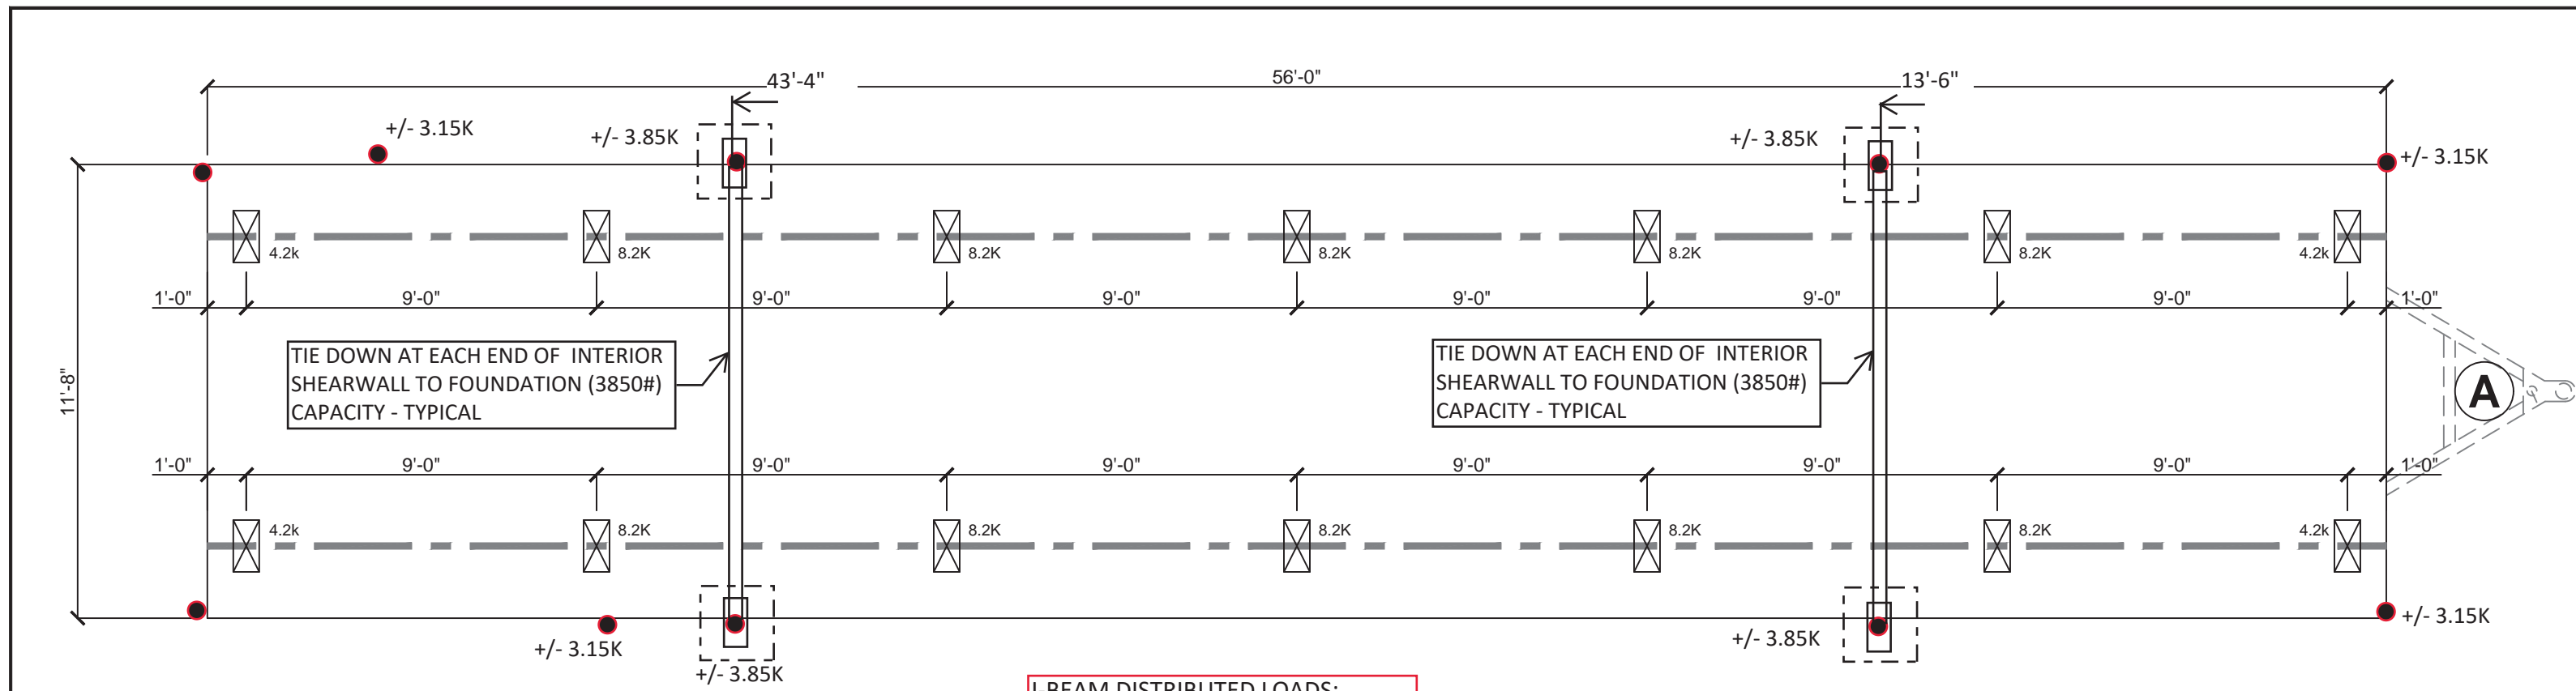 43'-4"
56'-0"
13'-6"
+/- 3.15K
+/- 3.85K
+/- 3.85K
+/- 3.15K
4.2k
8.2K
8.2K
8.2K
8.2K
8.2K
4.2k
1'-0"
9'-0"
9'-0"
9'-0"
9'-0"
9'-0"
9'-0"
1'-0"
11'-8"
TIE DOWN AT EACH END OF INTERIOR
SHEARWALL TO FOUNDATION (3850#)
CAPACITY - TYPICAL
TIE DOWN AT EACH END OF INTERIOR
SHEARWALL TO FOUNDATION (3850#)
CAPACITY - TYPICAL
A
1'-0"
9'-0"
9'-0"
9'-0"
9'-0"
9'-0"
9'-0"
1'-0"
4.2k
8.2K
8.2K
8.2K
8.2K
8.2K
4.2k
+/- 3.15K
+/- 3.85K
+/- 3.85K
+/- 3.15K
I-BEAM DISTRIBUTED LOADS: